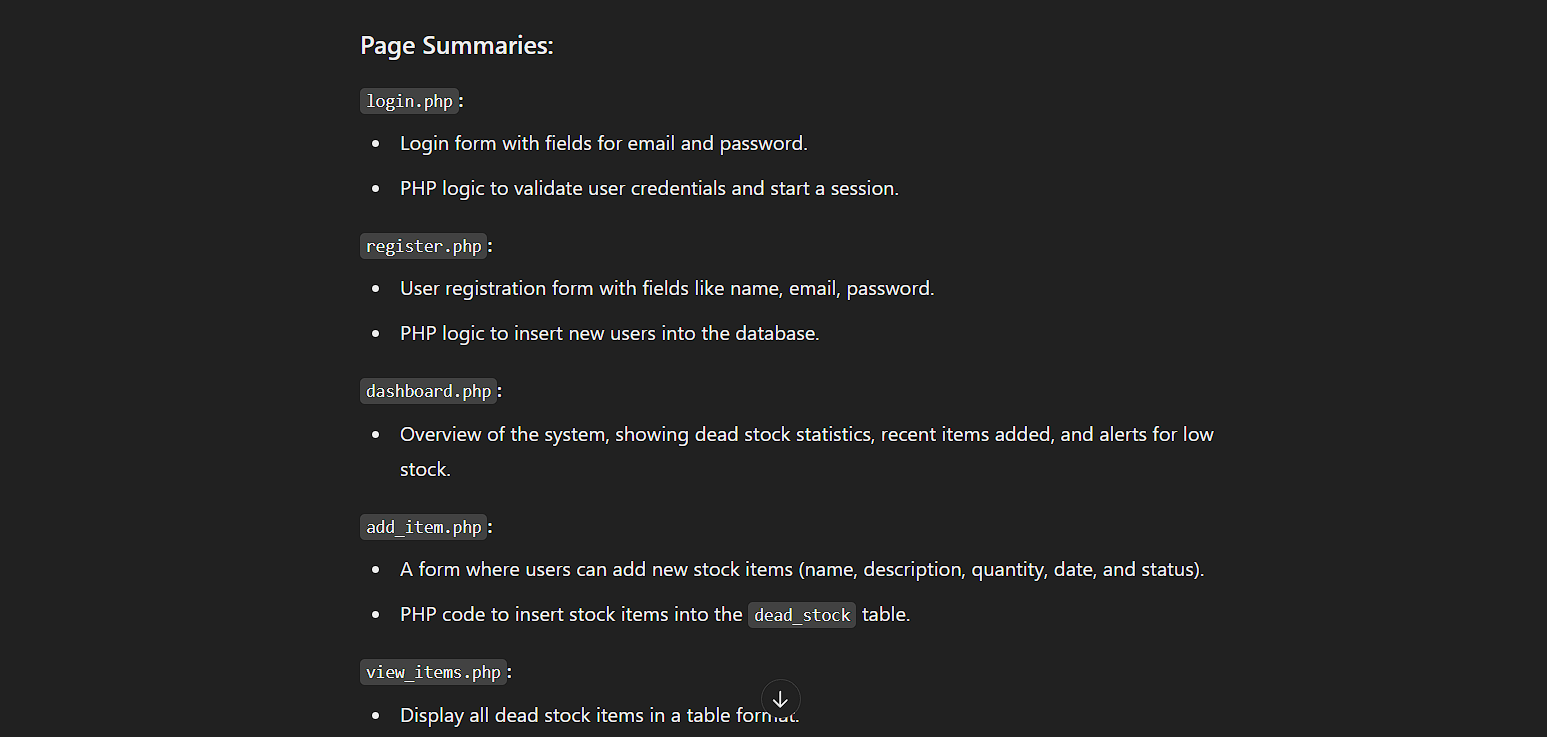 Page Summaries:
login.php:
• Login form with fields for email and password.
• PHP logic to validate user credentials and start a session.
register.php:
• User registration form with fields like name, email, password.
• PHP logic to insert new users into the database.
dashboard.php:
• Overview of the system, showing dead stock statistics, recent items added, and alerts for low
stock.
add_item.php:
• A form where users can add new stock items (name, description, quantity, date, and status).
• PHP code to insert stock items into the dead_stock table.
view_items.php:
• Display all dead stock items in a table format.